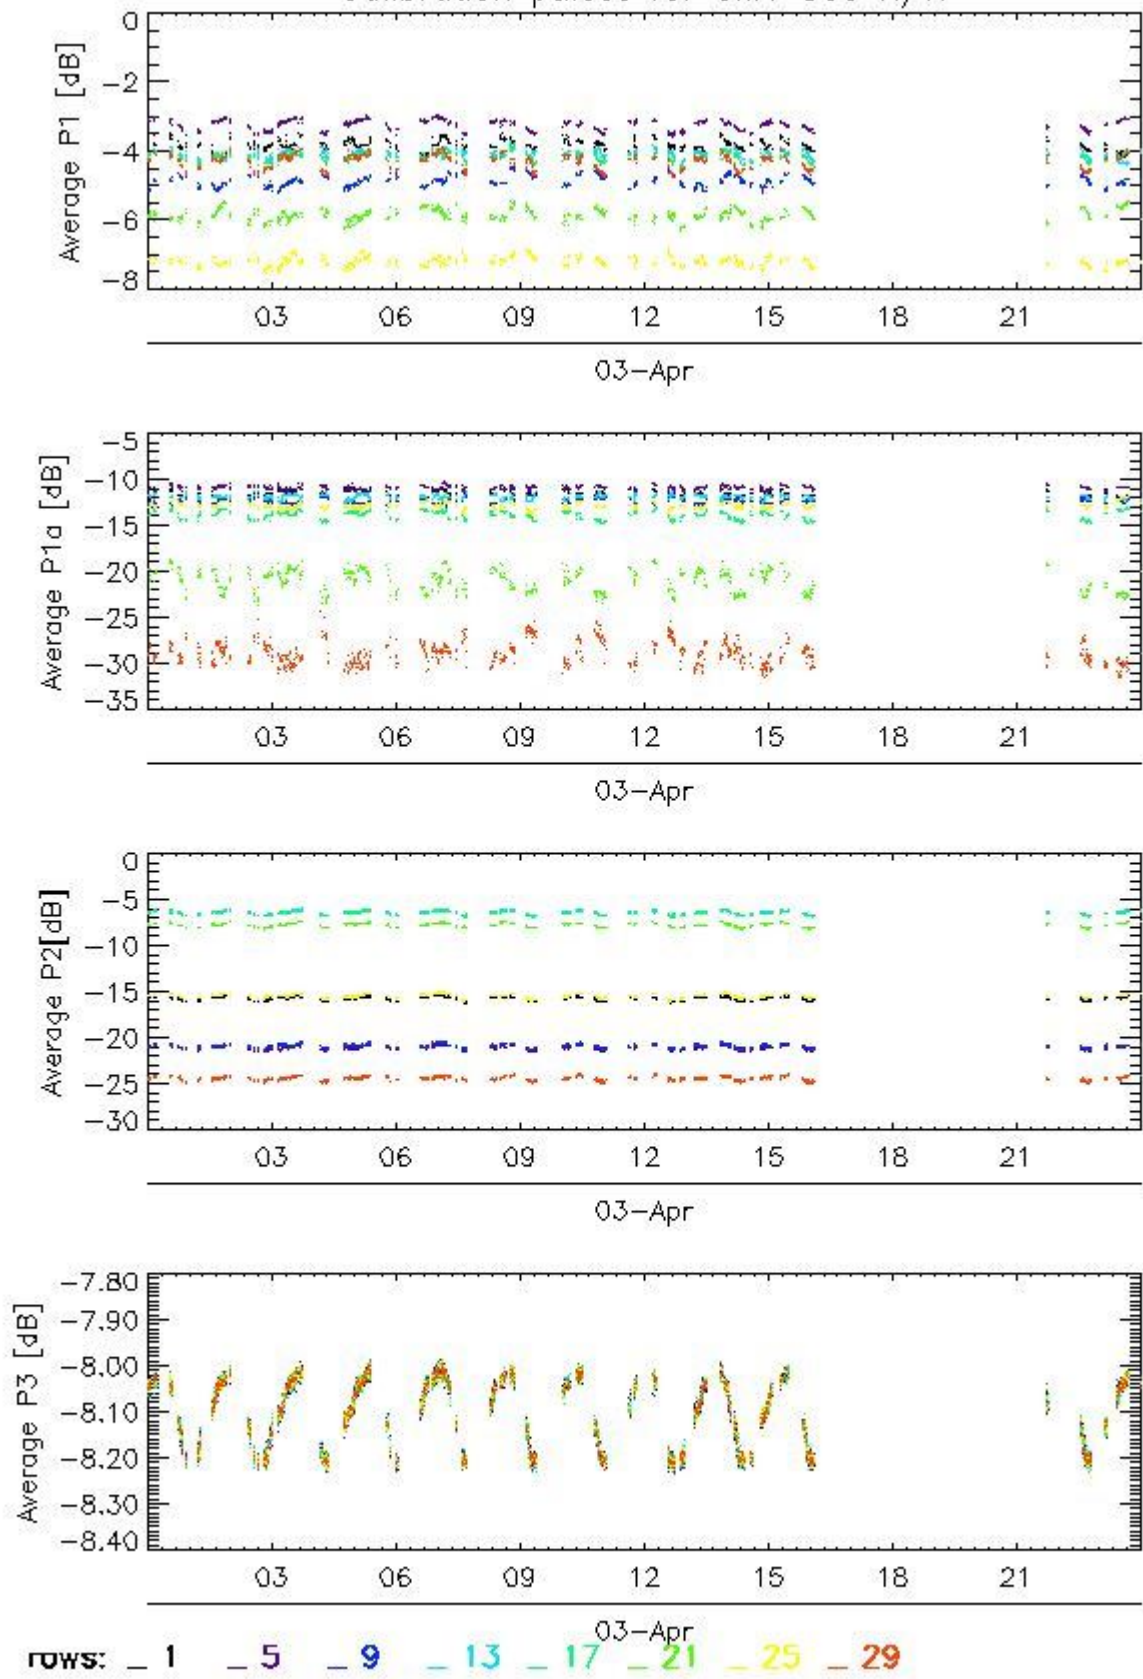 0
−2
−4
−6
−8
Average P1 [dB]
03 06 09 12 15 18 21
03−Apr
−5
−10
−15
−20
−25
−30
−35
Average P1a [dB]
03 06 09 12 15 18 21
03−Apr
0
−5
−10
−15
−20
−25
−30
Average P2[dB]
03 06 09 12 15 18 21
03−Apr
−7.80
−7.90
−8.00
−8.10
−8.20
−8.30
−8.40
Average P3 [dB]
03 06 09 12 15 18 21
03−Apr
rows: _ 1 _ 5 _ 9 _ 13 _ 17 _ 21 _ 25 _ 29